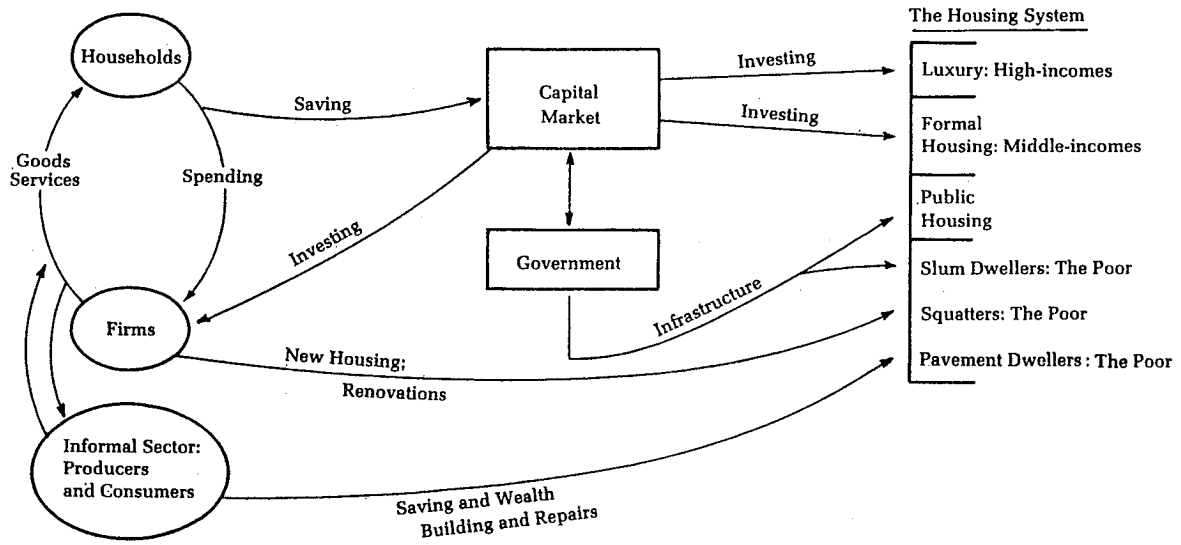 The Housing System
Households
Saving
Capital
Market
Investing
Investing
Luxury: High-incomes
Formal
Housing: Middle-incomes
Goods
Services
Spending
Investing
Public
Housing
Government
Infrastructure
Slum Dwellers: The Poor
Squatters: The Poor
Pavement Dwellers: The Poor
Firms
New Housing;
Renovations
Informal Sector:
Producers
and Consumers
Saving and Wealth
Building and Repairs